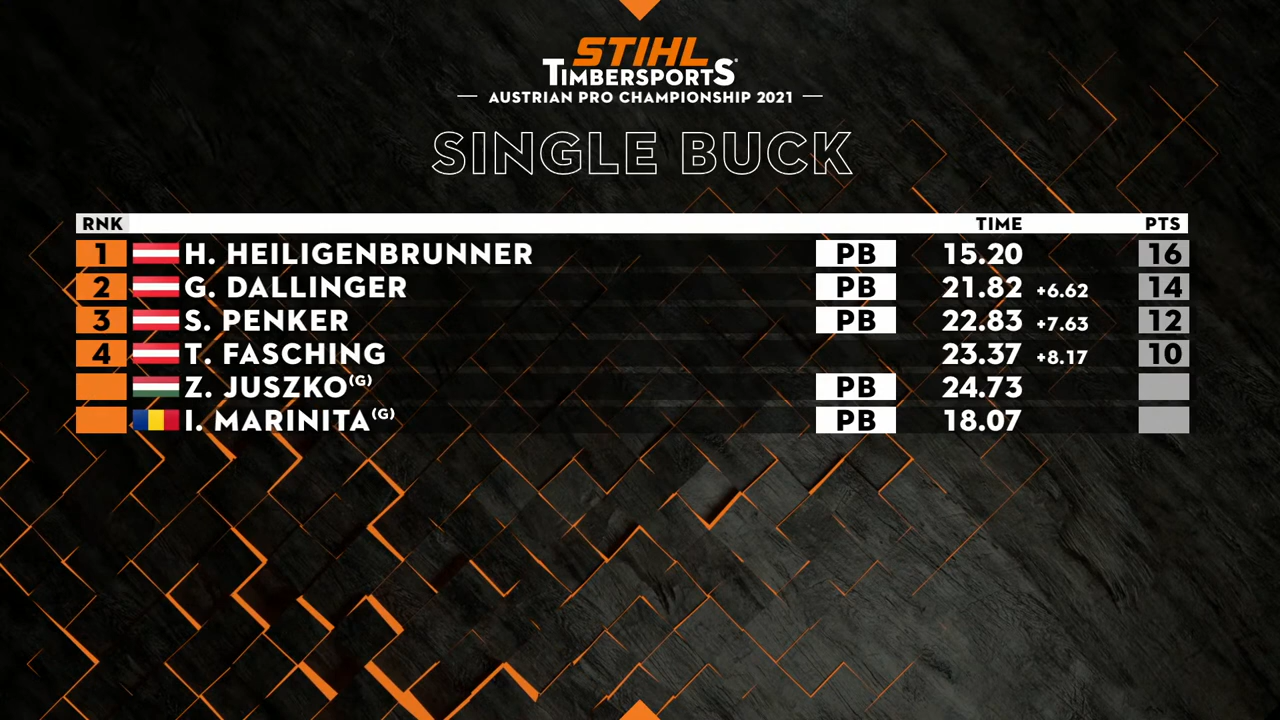 STIHL
TIMBERSPORTS®
AUSTRIAN PRO CHAMPIONSHIP 2021
SINGLE BUCK
RNK TIME PTS
1 H. HEILIGENBRUNNER PB 15.20 16
2 G. DALLINGER PB 21.82 +6.62 14
3 S. PENKER PB 22.83 +7.63 12
4 T. FASCHING 23.37 +8.17 10
Z. JUSZKO(G) PB 24.73
I. MARINITA(G) PB 18.07